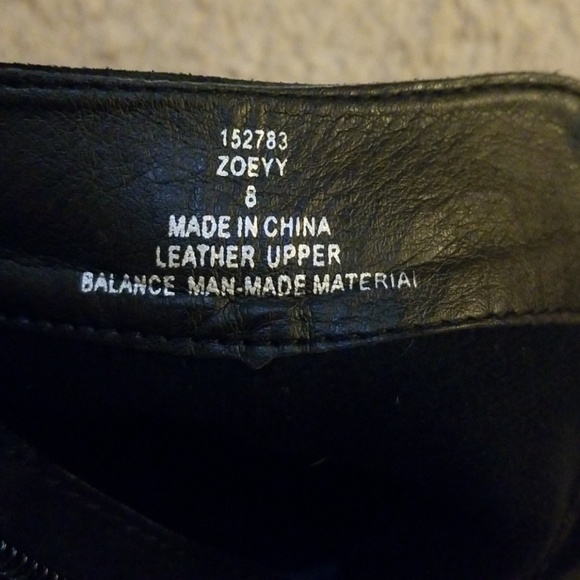 152783
ZOEYY
8
MADE IN CHINA
LEATHER UPPER
BALANCE MAN-MADE MATERIAL